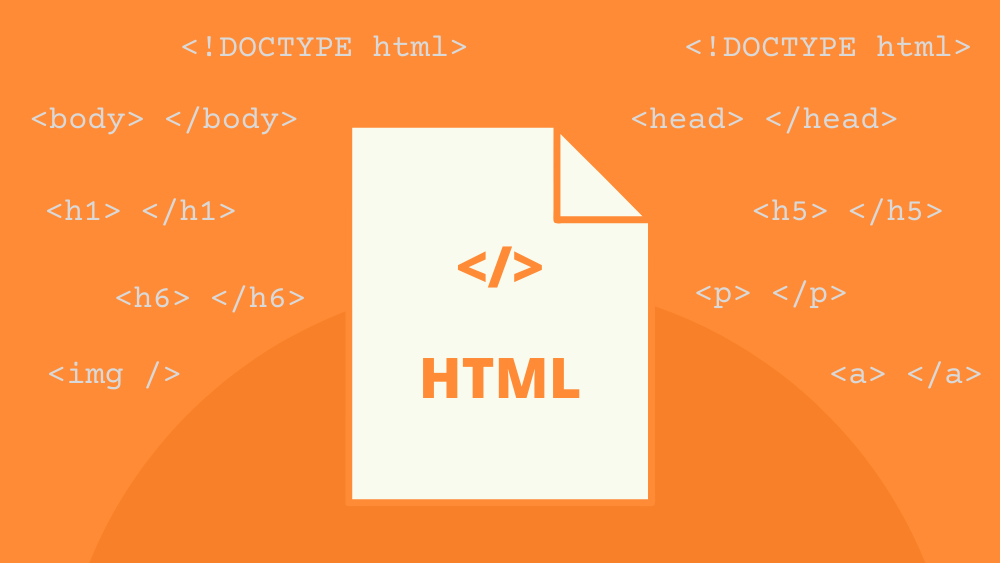 <!DOCTYPE html> <!DOCTYPE html>
<body> </body> <head> </head>
<h1> </h1> <h5> </h5>
</>
<h6> </h6> <p> </p>
HTML
<img /> <a> </a>